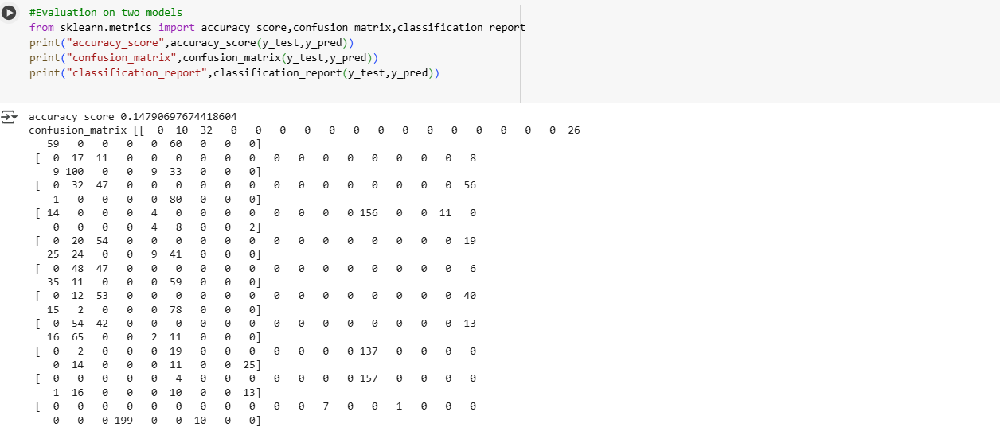 #Evaluation on two models
from sklearn.metrics import accuracy_score,confusion_matrix,classification_report
print("accuracy_score",accuracy_score(y_test,y_pred))
print("confusion_matrix",confusion_matrix(y_test,y_pred))
print("classification_report",classification_report(y_test,y_pred))
accuracy_score 0.14790697674418604
confusion_matrix [[  0  10  32   0   0   0   0   0   0   0   0   0   0   0   0   0   0  26
   59   0   0   0   0  60   0   0   0]
 [  0  17  11   0   0   0   0   0   0   0   0   0   0   0   0   0   0   8
    9 100   0   0   9  33   0   0   0]
 [  0  32  47   0   0   0   0   0   0   0   0   0   0   0   0   0   0  56
    1   0   0   0   0  80   0   0   0]
 [ 14   0   0   0   4   0   0   0   0   0   0   0   0 156   0   0  11   0
    0   0   0   0   4   8   0   0   2]
 [  0  20  54   0   0   0   0   0   0   0   0   0   0   0   0   0   0  19
   25  24   0   0   9  41   0   0   0]
 [  0  48  47   0   0   0   0   0   0   0   0   0   0   0   0   0   0   6
   35  11   0   0   0  59   0   0   0]
 [  0  12  53   0   0   0   0   0   0   0   0   0   0   0   0   0   0  40
   15   2   0   0   0  78   0   0   0]
 [  0  54  42   0   0   0   0   0   0   0   0   0   0   0   0   0   0  13
   16  65   0   0   2  11   0   0   0]
 [  0   2   0   0   0  19   0   0   0   0   0   0   0 137   0   0   0   0
    0  14   0   0   0  11   0   0  25]
 [  0   0   0   0   0   4   0   0   0   0   0   0   0 157   0   0   0   0
    1  16   0   0   0  10   0   0  13]
 [  0   0   0   0   0   0   0   0   0   0   0   7   0   0   1   0   0   0
    0   0   0 199   0   0  10   0   0]